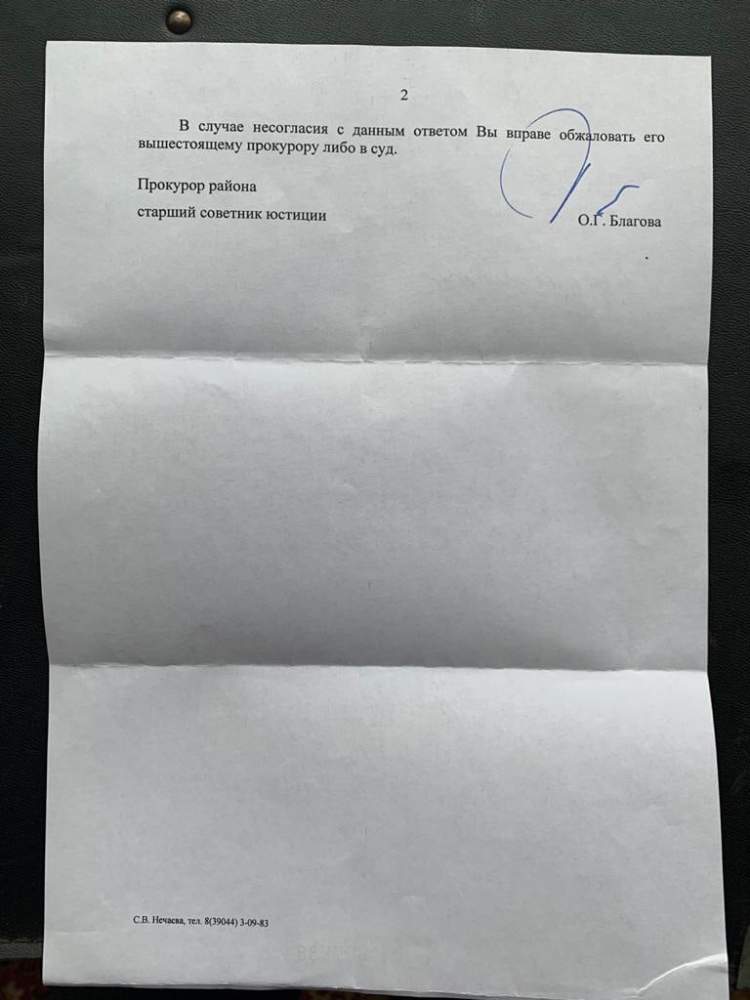 2
В случае несогласия с данным ответом Вы вправе обжаловать его
вышестоящему прокурору либо в суд.
Прокурор района
старший советник юстиции
О.Г. Благова
С.В. Нечаева, тел. 8(39044) 3-09-83